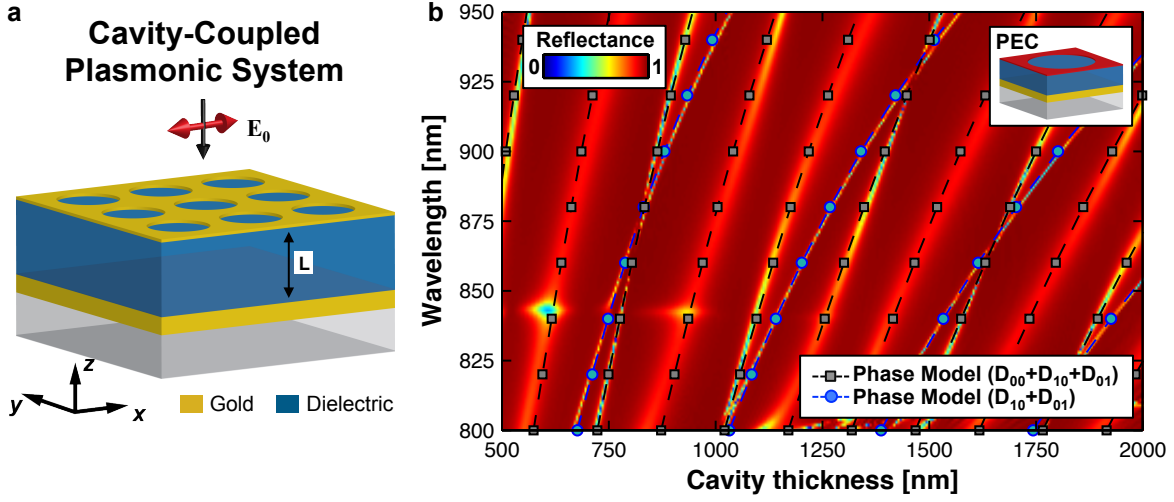 a
Cavity-Coupled
Plasmonic System
E₀
L
z
y
x
Gold
Dielectric
b
Reflectance
0
1
PEC
Wavelength [nm]
950
925
900
875
850
825
800
Phase Model (D₀₀+D₁₀+D₀₁)
Phase Model (D₁₀+D₀₁)
500 750 1000 1250 1500 1750 2000
Cavity thickness [nm]